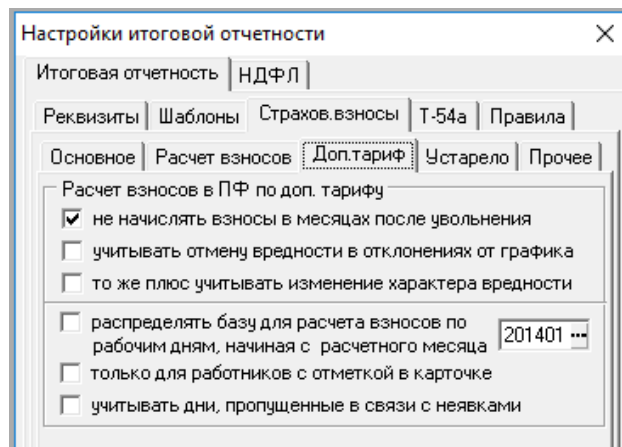 Настройки итоговой отчетности
Итоговая отчетность НДФЛ
Реквизиты Шаблоны Страхов.взносы Т-54а Правила
Основное Расчет взносов Доп.тариф Устарело Прочее
Расчет взносов в ПФ по доп. тарифу
не начислять взносы в месяцах после увольнения
учитывать отмену вредности в отклонениях от графика
то же плюс учитывать изменение характера вредности
распределять базу для расчета взносов по
рабочим дням, начиная с расчетного месяца 201401 ...
только для работников с отметкой в карточке
учитывать дни, пропущенные в связи с неявками